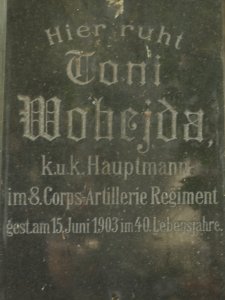 Hier ruht
Toni
Wobejda,
k.u.k. Hauptmann
im 8. Corps-Artillerie Regiment
gest. am 15. Juni 1903 im 40. Lebensjahre.